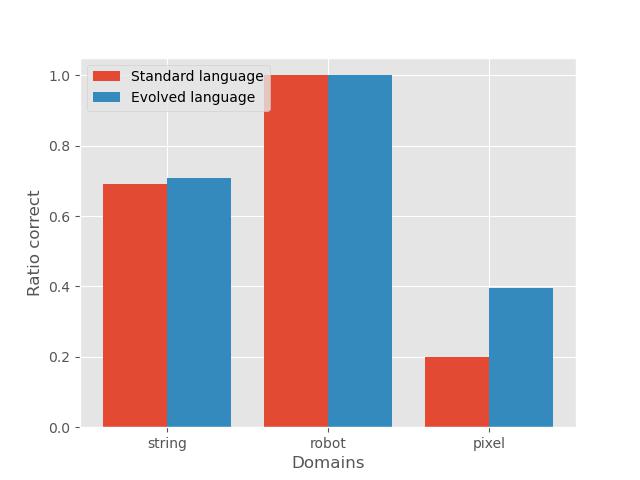 Standard language
Evolved language
1.0
0.8
0.6
0.4
0.2
0.0
Ratio correct
string robot pixel
Domains